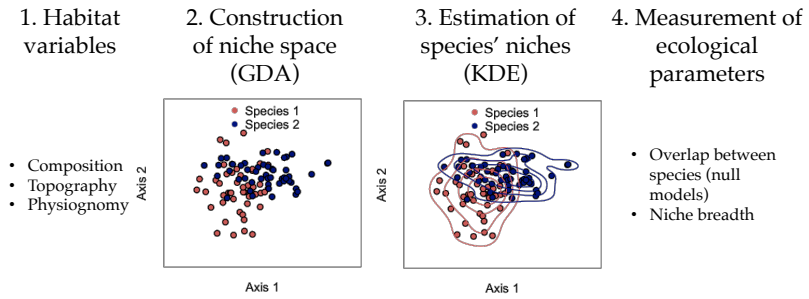 1. Habitat
variables
• Composition
• Topography
• Physiognomy
2. Construction
of niche space
(GDA)
Species 1
Species 2
Axis 2
Axis 1
3. Estimation of
species’ niches
(KDE)
Species 1
Species 2
Axis 2
Axis 1
4. Measurement of
ecological
parameters
• Overlap between
species (null
models)
• Niche breadth